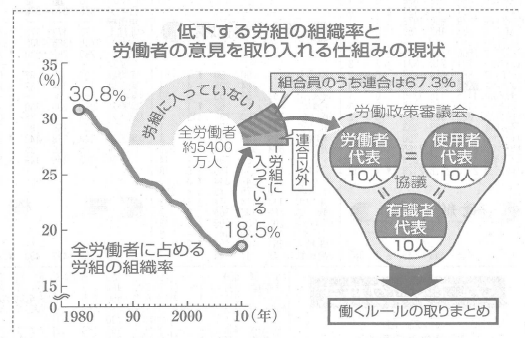 低下する労組の組織率と
労働者の意見を取り入れる仕組みの現状
35
(%)
30
25
20
15
0
1980
90
2000
10(年)
30.8%
18.5%
全労働者に占める
労組の組織率
労組に入っていない
全労働者
約5400
万人
組合員のうち連合は67.3%
連合以外
労組に
入っている
労働政策審議会
労働者
代表
10人
=
使用者
代表
10人
協議
=
=
有識者
代表
10人
働くルールの取りまとめ